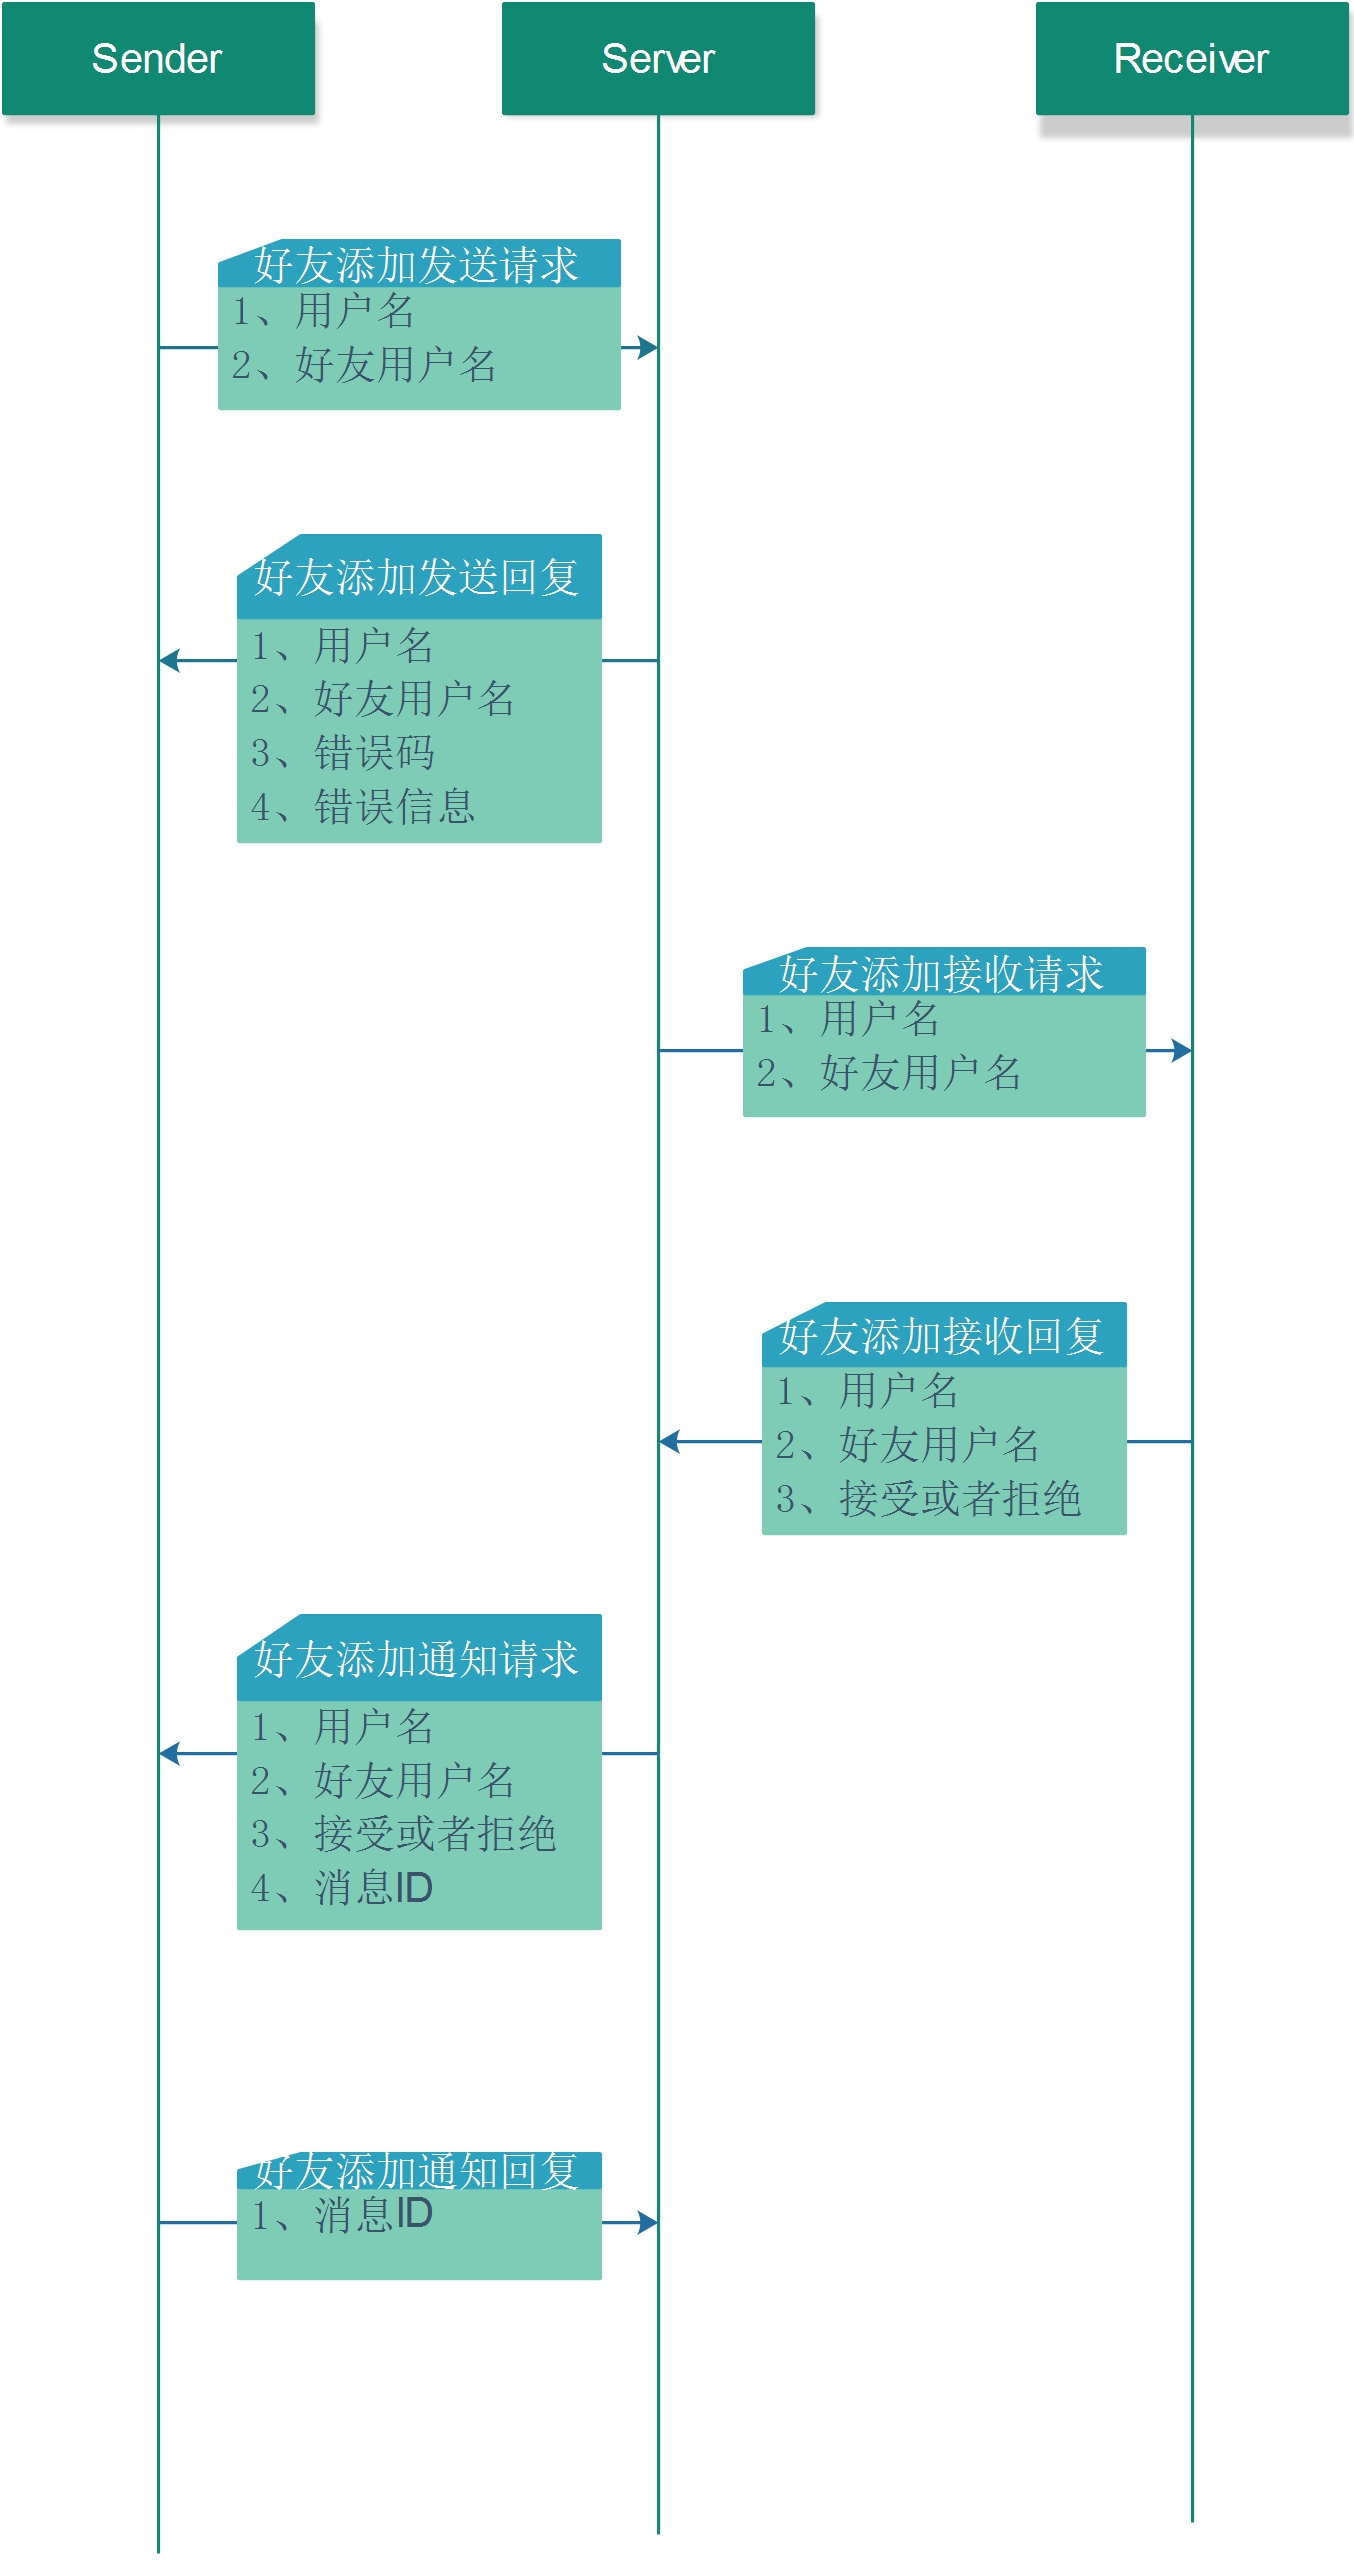 Sender
Server
Receiver
好友添加发送请求
1、用户名
2、好友用户名
好友添加发送回复
1、用户名
2、好友用户名
3、错误码
4、错误信息
好友添加接收请求
1、用户名
2、好友用户名
好友添加接收回复
1、用户名
2、好友用户名
3、接受或者拒绝
好友添加通知请求
1、用户名
2、好友用户名
3、接受或者拒绝
4、消息ID
好友添加通知回复
1、消息ID